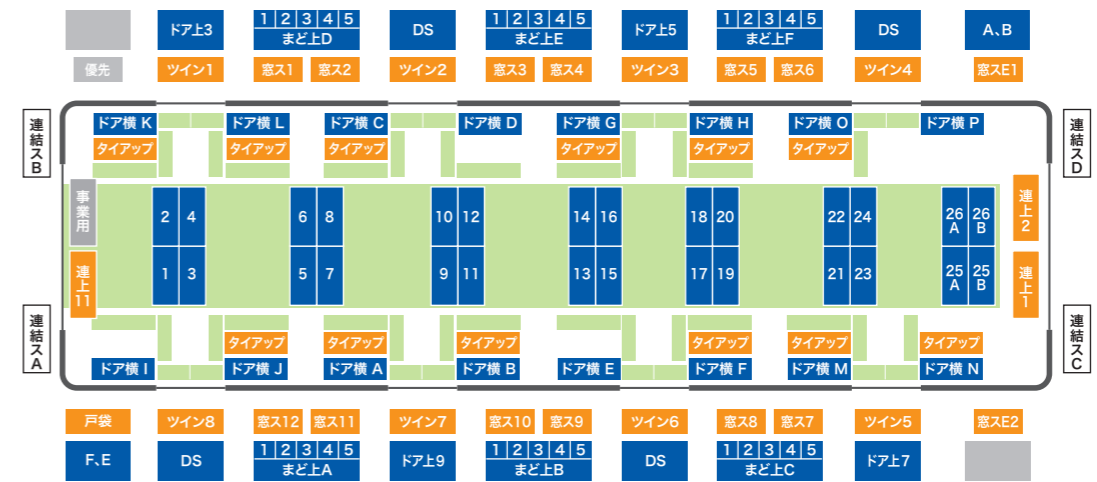 ドア上3 1 2 3 4 5 DS 1 2 3 4 5 ドア上5 1 2 3 4 5 DS A、B
まど上D まど上E まど上F
優先 ツイン1 窓ス1 窓ス2 ツイン2 窓ス3 窓ス4 ツイン3 窓ス5 窓ス6 ツイン4 窓スE1
連結スB
ドア横 K ドア横 L ドア横 C ドア横 D ドア横 G ドア横 H ドア横 O ドア横 P
連結スD
タイアップ タイアップ タイアップ タイアップ タイアップ タイアップ
事業用
2 4 6 8 10 12 14 16 18 20 22 24 26A 26B
連上2
連上11
1 3 5 7 9 11 13 15 17 19 21 23 25A 25B
連上1
連結スA
タイアップ タイアップ タイアップ タイアップ タイアップ タイアップ
ドア横 I ドア横 J ドア横 A ドア横 B ドア横 E ドア横 F ドア横 M ドア横 N
連結スC
戸袋 ツイン8 窓ス12 窓ス11 ツイン7 窓ス10 窓ス9 ツイン6 窓ス8 窓ス7 ツイン5 窓スE2
F、E DS 1 2 3 4 5 ドア上9 1 2 3 4 5 DS 1 2 3 4 5 ドア上7
まど上A まど上B まど上C